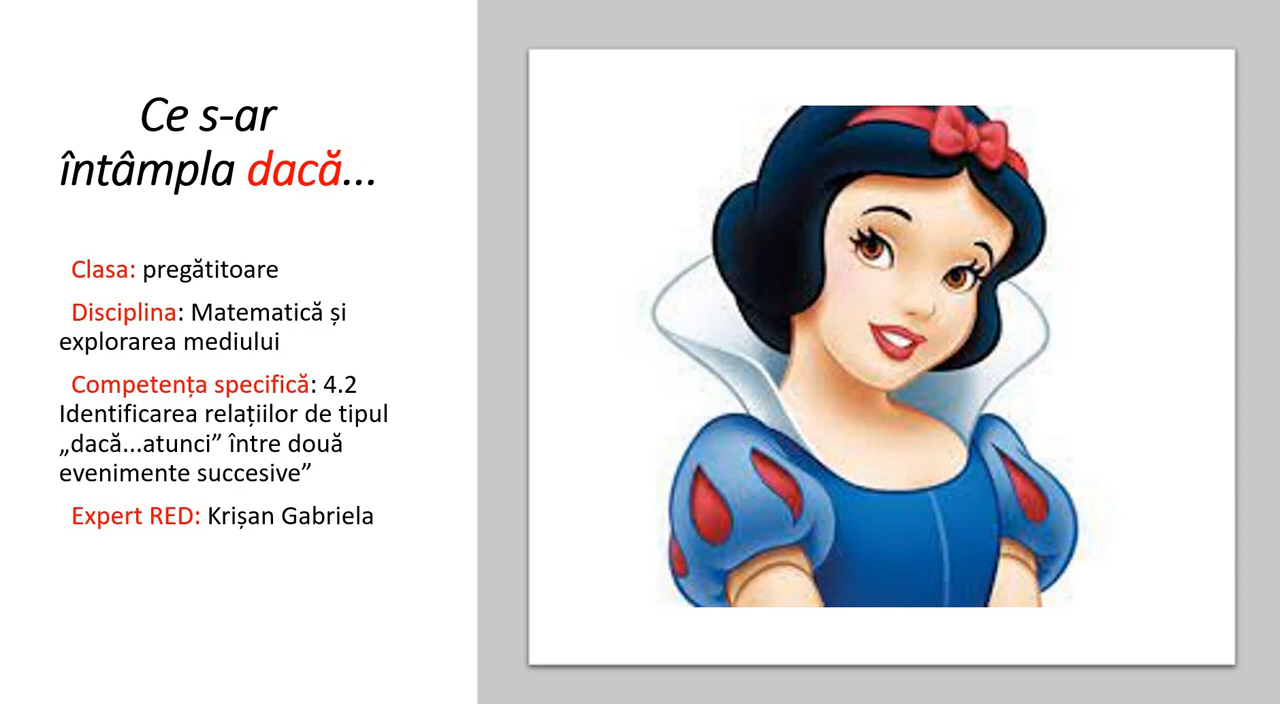 Ce s-ar
întâmpla dacă...
Clasa: pregătitoare
Disciplina: Matematică și
explorarea mediului
Competența specifică: 4.2
Identificarea relațiilor de tipul
„dacă...atunci” între două
evenimente succesive”
Expert RED: Krișan Gabriela